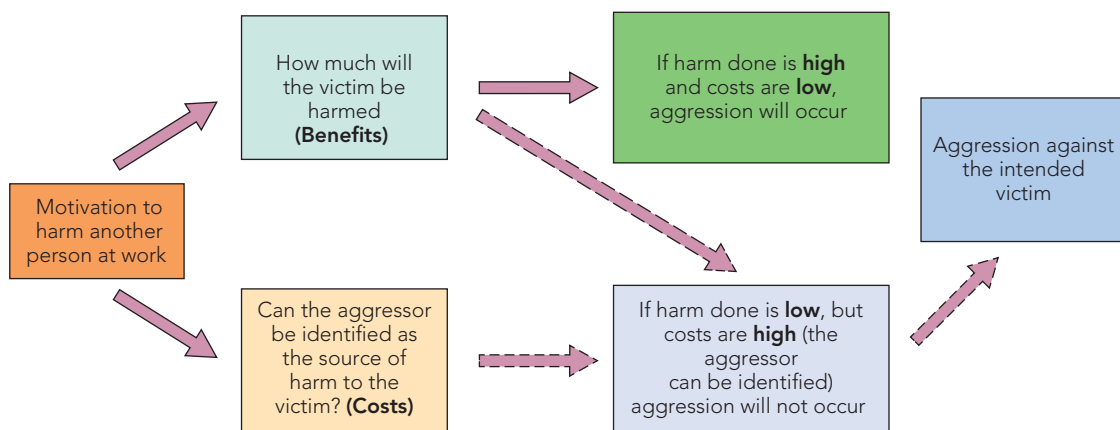 Motivation to
harm another
person at work
How much will
the victim be
harmed
(Benefits)
Can the aggressor
be identified as
the source of
harm to the
victim? (Costs)
If harm done is high
and costs are low,
aggression will occur
If harm done is low, but
costs are high (the
aggressor
can be identified)
aggression will not occur
Aggression against
the intended
victim